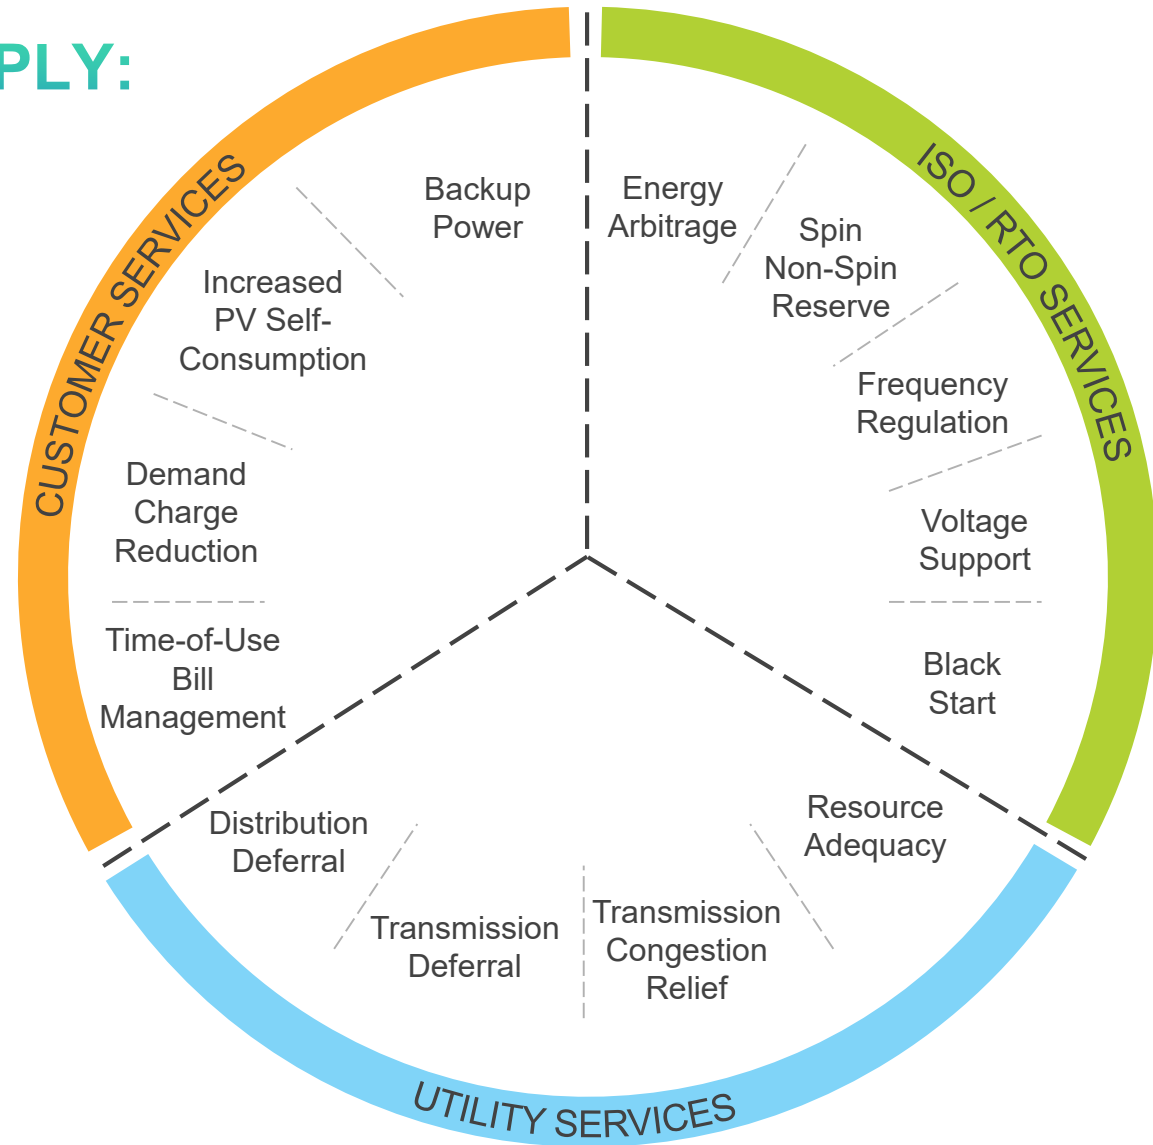 PLY:
CUSTOMER SERVICES
ISO / RTO SERVICES
UTILITY SERVICES
Backup
Power
Increased
PV Self-
Consumption
Demand
Charge
Reduction
Time-of-Use
Bill
Management
Energy
Arbitrage
Spin
Non-Spin
Reserve
Frequency
Regulation
Voltage
Support
Black
Start
Resource
Adequacy
Transmission
Congestion
Relief
Transmission
Deferral
Distribution
Deferral